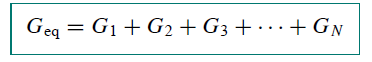 G_eq = G_1 + G_2 + G_3 + ··· + G_N